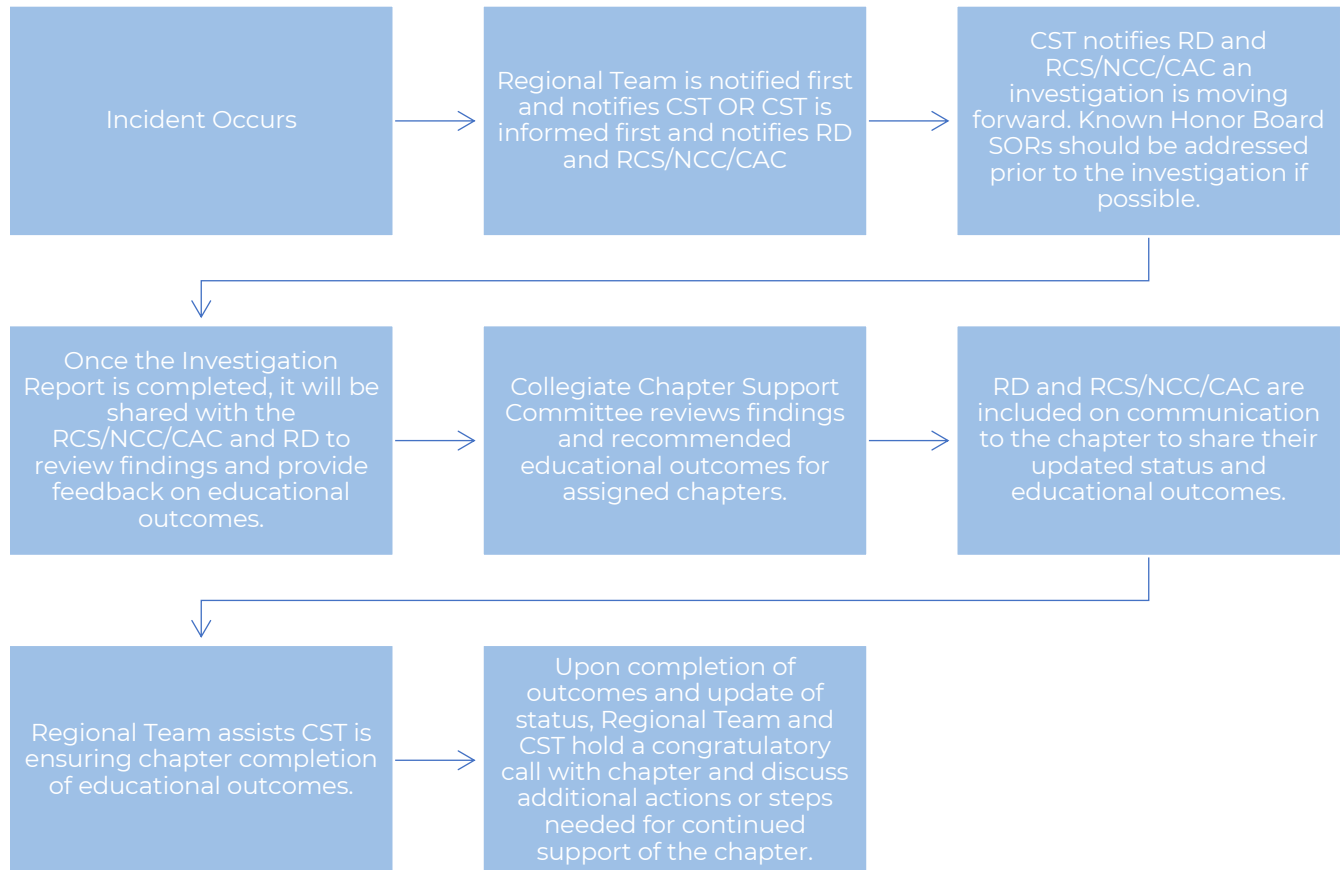 Incident Occurs
Regional Team is notified first
and notifies CST OR CST is
informed first and notifies RD
and RCS/NCC/CAC
CST notifies RD and
RCS/NCC/CAC an
investigation is moving
forward. Known Honor Board
SORs should be addressed
prior to the investigation if
possible.
Once the Investigation
Report is completed, it will be
shared with the
RCS/NCC/CAC and RD to
review findings and provide
feedback on educational
outcomes.
Collegiate Chapter Support
Committee reviews findings
and recommended
educational outcomes for
assigned chapters.
RD and RCS/NCC/CAC are
included on communication
to the chapter to share their
updated status and
educational outcomes.
Regional Team assists CST is
ensuring chapter completion
of educational outcomes.
Upon completion of
outcomes and update of
status, Regional Team and
CST hold a congratulatory
call with chapter and discuss
additional actions or steps
needed for continued
support of the chapter.